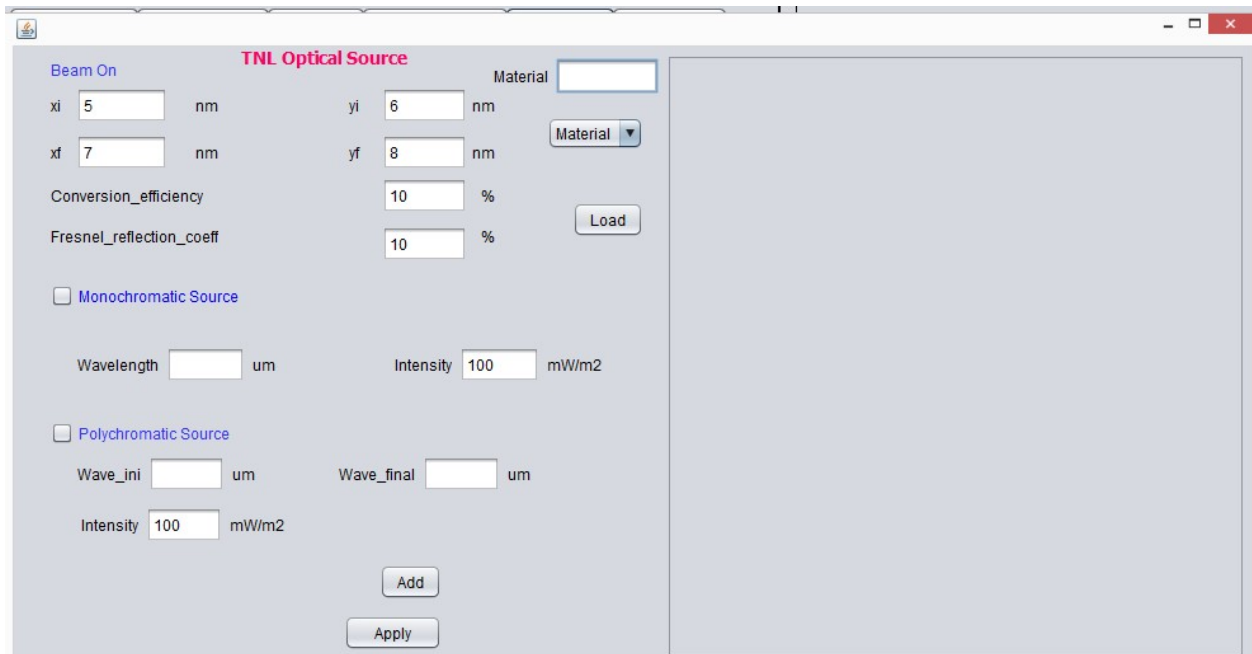 TNL Optical Source
Beam On
Material
xi 5 nm yi 6 nm
Material
xf 7 nm yf 8 nm
Conversion_efficiency 10 %
Load
Fresnel_reflection_coeff 10 %
Monochromatic Source
Wavelength um Intensity 100 mW/m2
Polychromatic Source
Wave_ini um Wave_final um
Intensity 100 mW/m2
Add
Apply